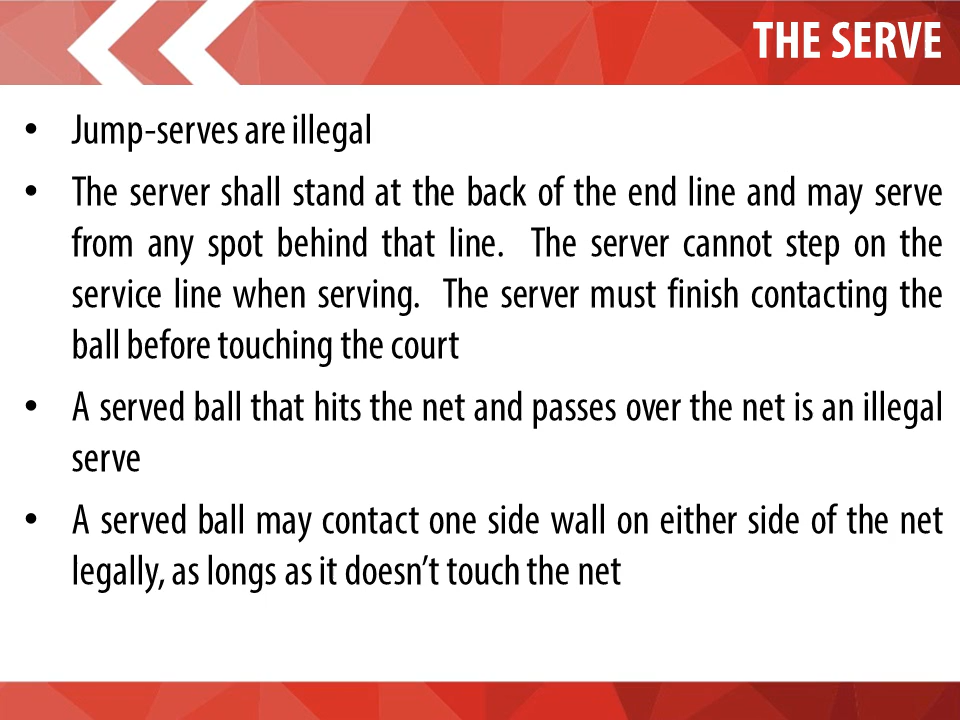 THE SERVE
• Jump-serves are illegal
• The server shall stand at the back of the end line and may serve
from any spot behind that line.  The server cannot step on the
service line when serving.  The server must finish contacting the
ball before touching the court
• A served ball that hits the net and passes over the net is an illegal
serve
• A served ball may contact one side wall on either side of the net
legally, as longs as it doesn’t touch the net